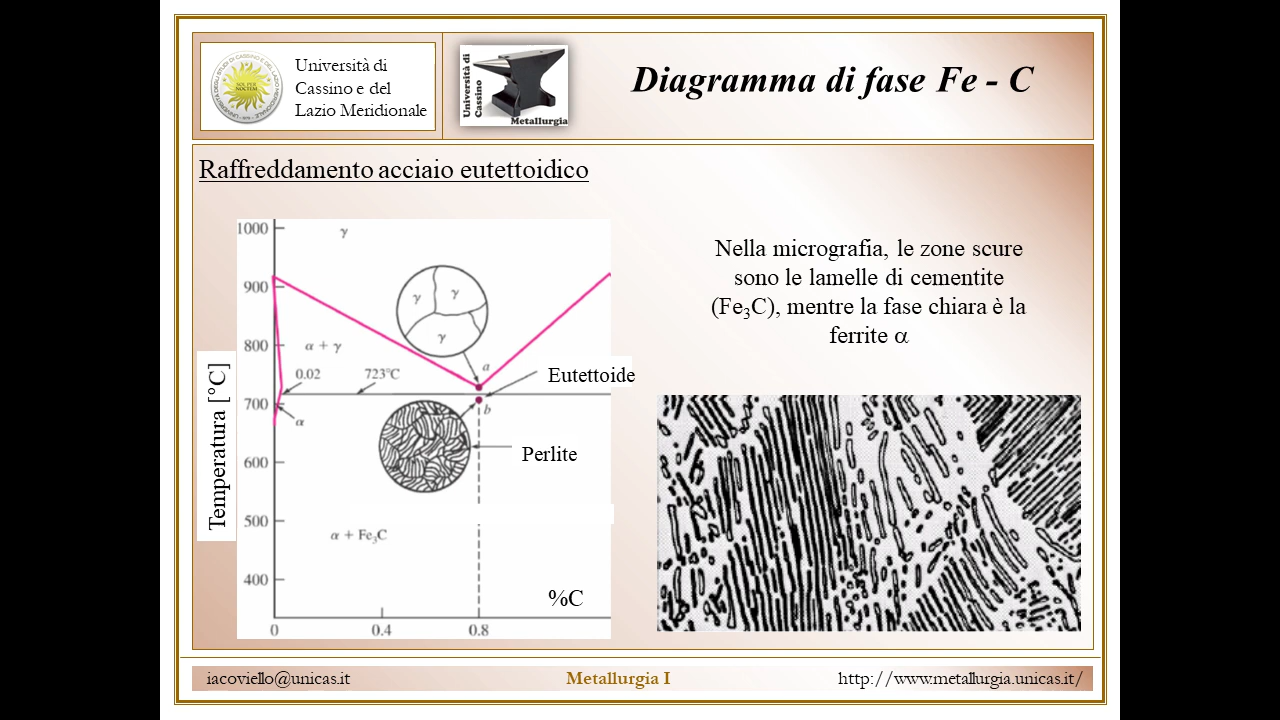 Università di
Cassino e del
Lazio Meridionale
Università di
Cassino
Metallurgia
Diagramma di fase Fe - C
Raffreddamento acciaio eutettoidico
Temperatura [°C]
1000
900
800
700
600
500
400
0
0.4
0.8
%C
γ
γ
γ
γ
α + γ
0.02
723°C
a
b
α
Eutettoide
Perlite
α + Fe₃C
Nella micrografia, le zone scure
sono le lamelle di cementite
(Fe₃C), mentre la fase chiara è la
ferrite α
iacoviello@unicas.it
Metallurgia I
http://www.metallurgia.unicas.it/